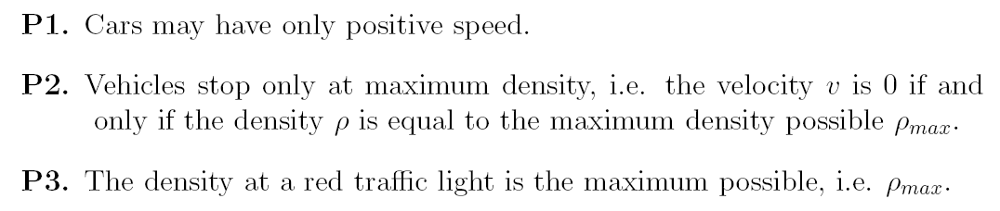 P1. Cars may have only positive speed.
P2. Vehicles stop only at maximum density, i.e. the velocity v is 0 if and
only if the density ρ is equal to the maximum density possible ρmax.
P3. The density at a red traffic light is the maximum possible, i.e. ρmax.